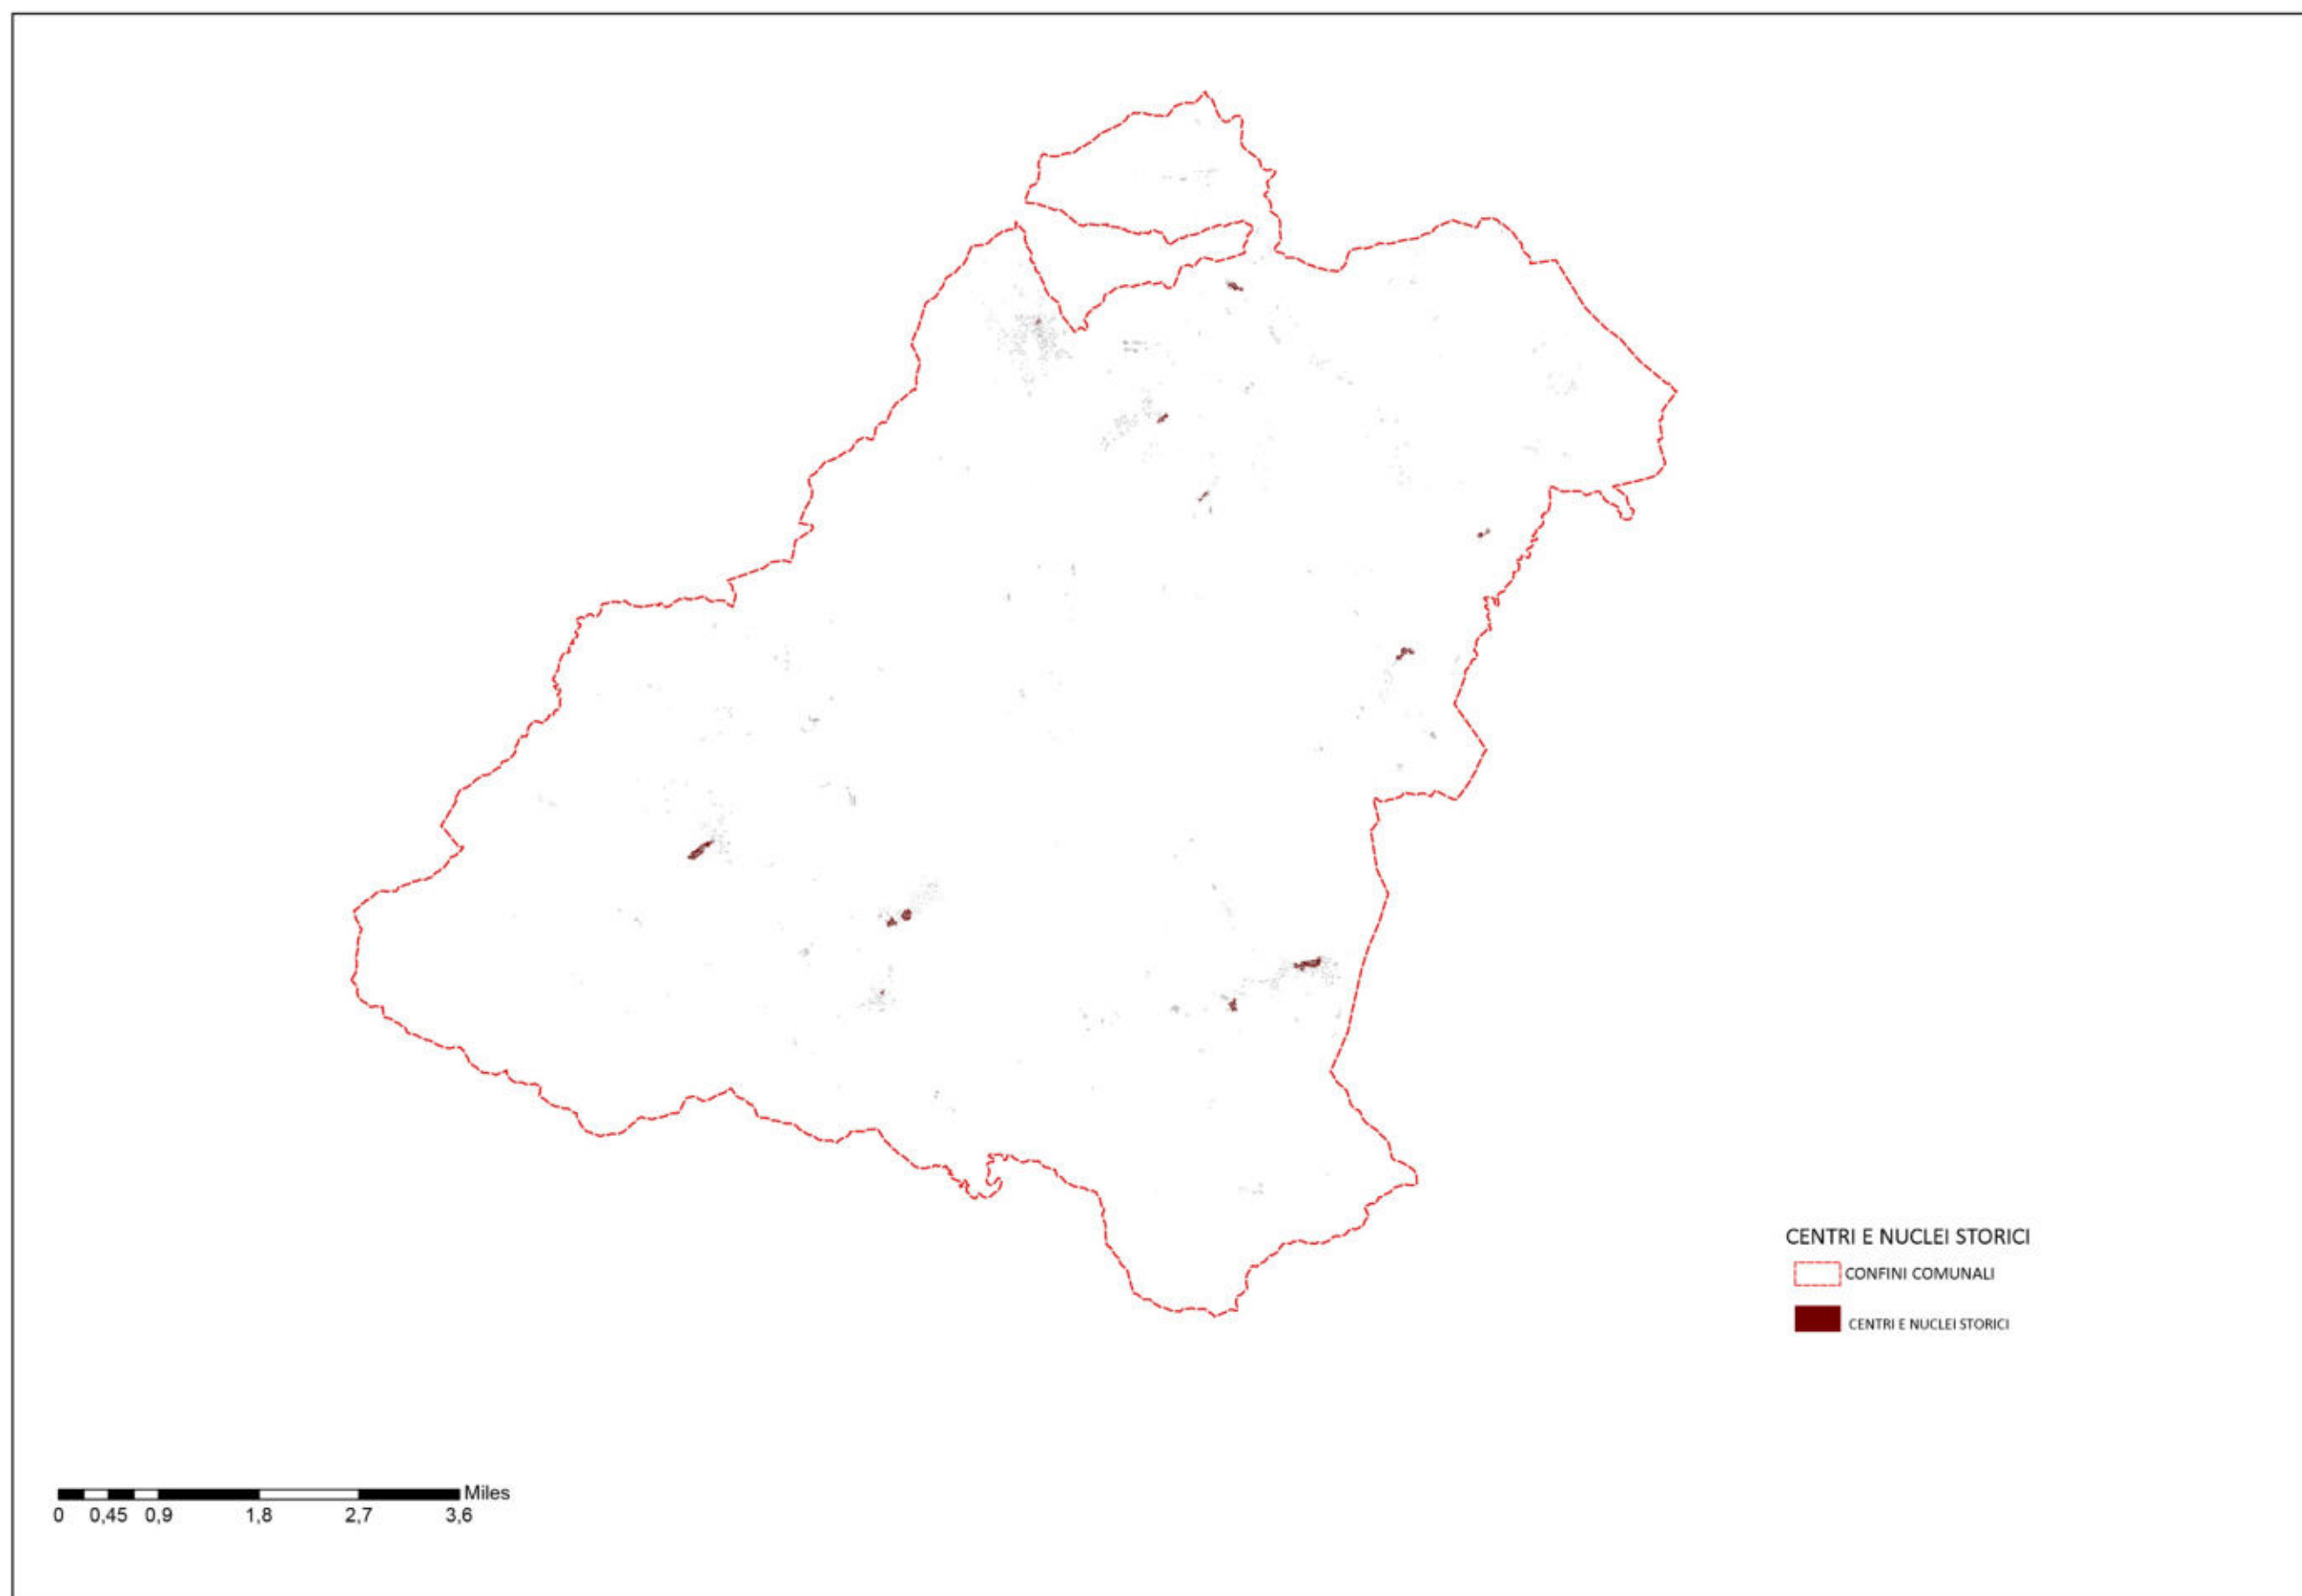 CENTRI E NUCLEI STORICI
CONFINI COMUNALI
CENTRI E NUCLEI STORICI
Miles
0 0,45 0,9 1,8 2,7 3,6